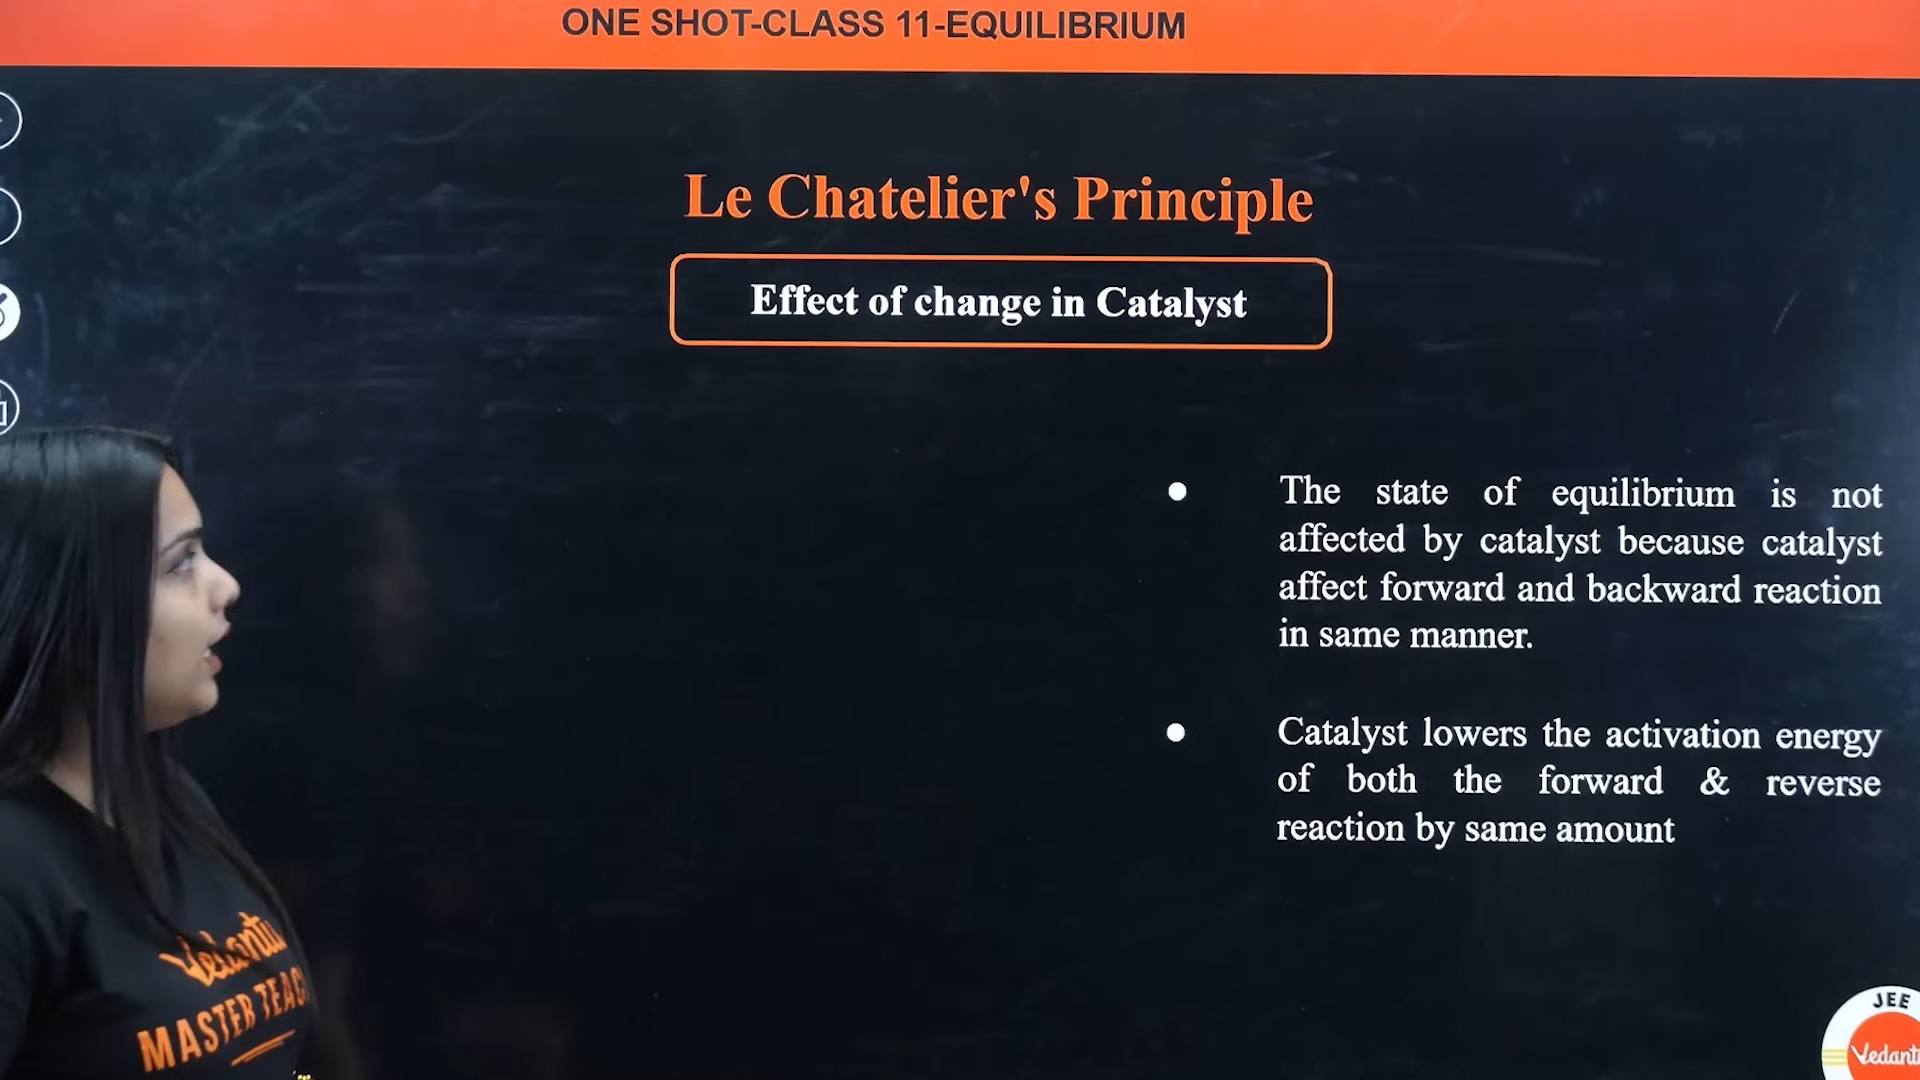 ONE SHOT-CLASS 11-EQUILIBRIUM
Le Chatelier's Principle
Effect of change in Catalyst
● The state of equilibrium is not
affected by catalyst because catalyst
affect forward and backward reaction
in same manner.
● Catalyst lowers the activation energy
of both the forward & reverse
reaction by same amount
Vedantu
MASTER TEAC
JEE
Vedant